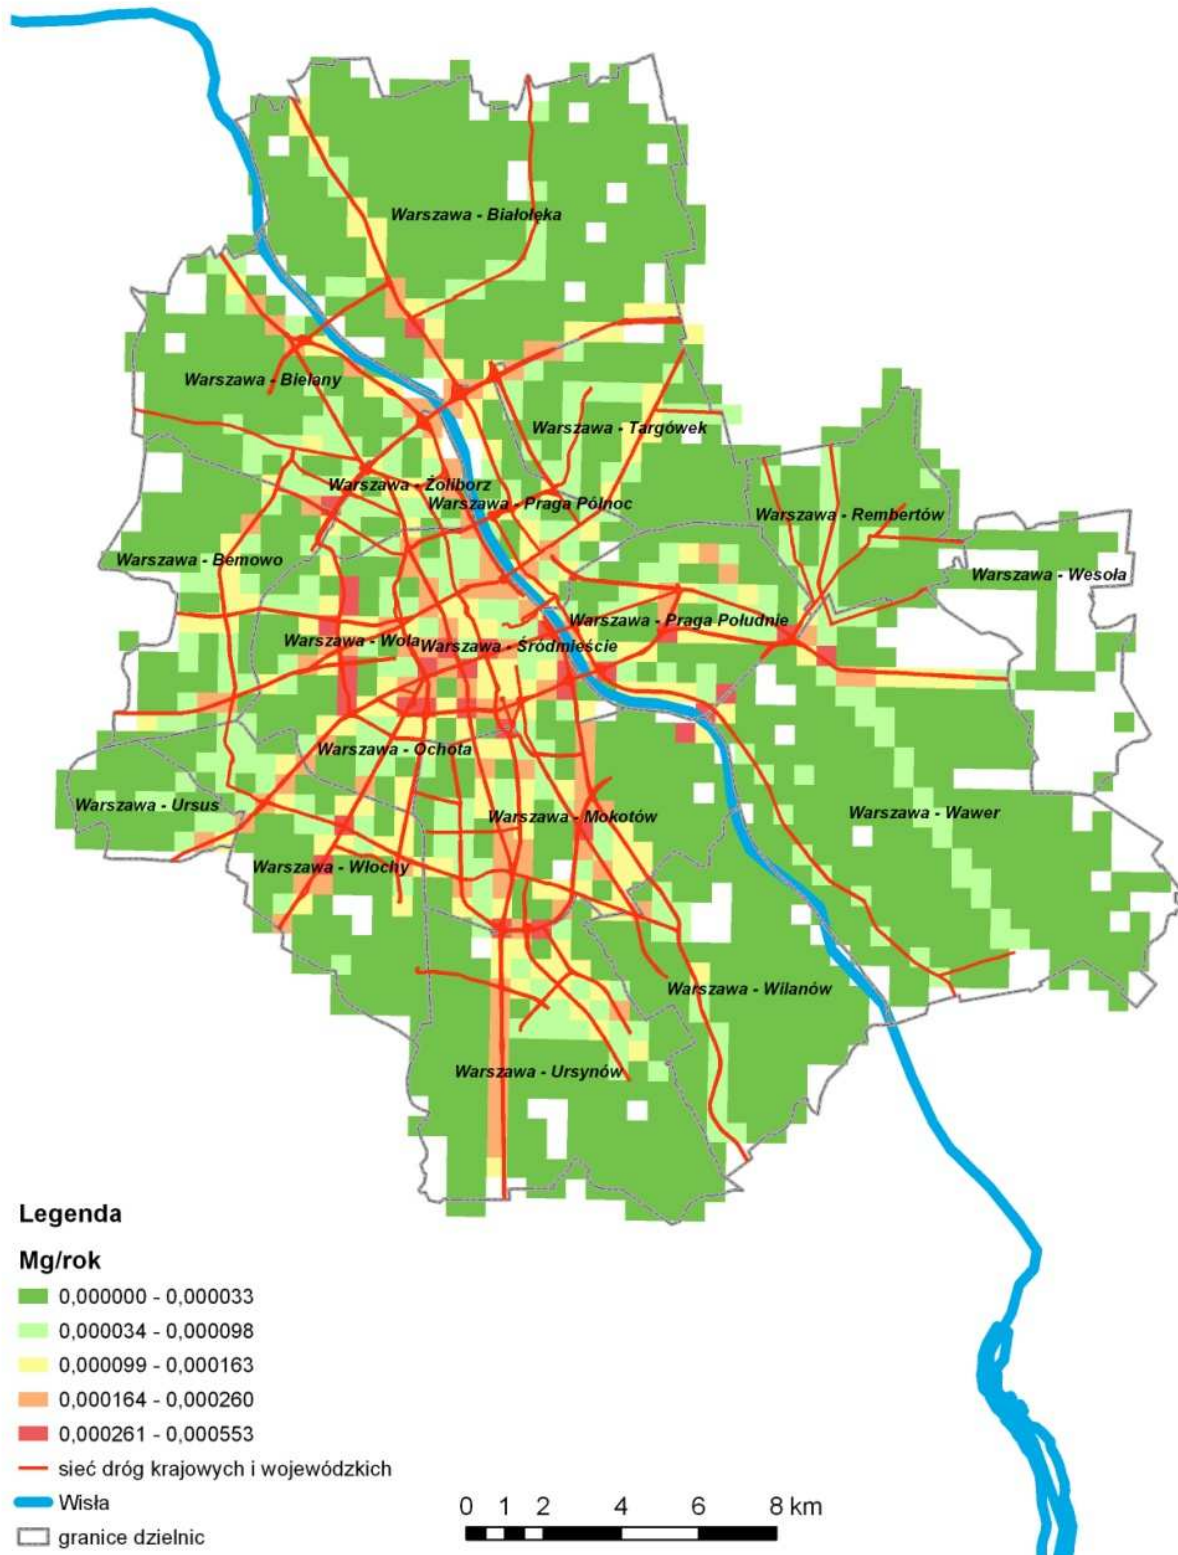 Warszawa - Białołęka
Warszawa - Bielany
Warszawa - Targówek
Warszawa - Żoliborz
Warszawa - Praga Północ
Warszawa - Rembertów
Warszawa - Bemowo
Warszawa - Wesoła
Warszawa - Praga Południe
Warszawa - Wola
Warszawa - Śródmieście
Warszawa - Ochota
Warszawa - Ursus
Warszawa - Mokotów
Warszawa - Wawer
Warszawa - Włochy
Warszawa - Wilanów
Warszawa - Ursynów
Legenda
Mg/rok
0,000000 - 0,000033
0,000034 - 0,000098
0,000099 - 0,000163
0,000164 - 0,000260
0,000261 - 0,000553
sieć dróg krajowych i wojewódzkich
Wisła
granice dzielnic
0 1 2 4 6 8 km